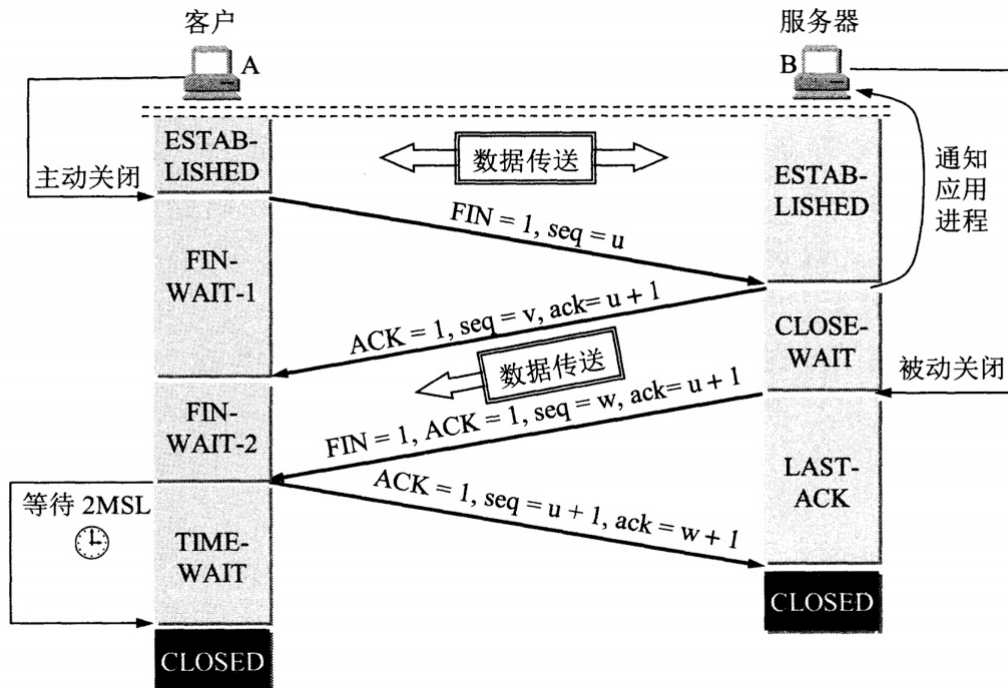 客户
服务器
A
B
ESTAB-
LISHED
数据传送
主动关闭
ESTAB-
LISHED
通知
应用
进程
FIN = 1, seq = u
FIN-
WAIT-1
ACK = 1, seq = v, ack= u + 1
CLOSE-
WAIT
数据传送
被动关闭
FIN-
WAIT-2
FIN = 1, ACK = 1, seq = w, ack= u + 1
LAST-
ACK
等待 2MSL
ACK = 1, seq = u + 1, ack = w + 1
TIME-
WAIT
CLOSED
CLOSED